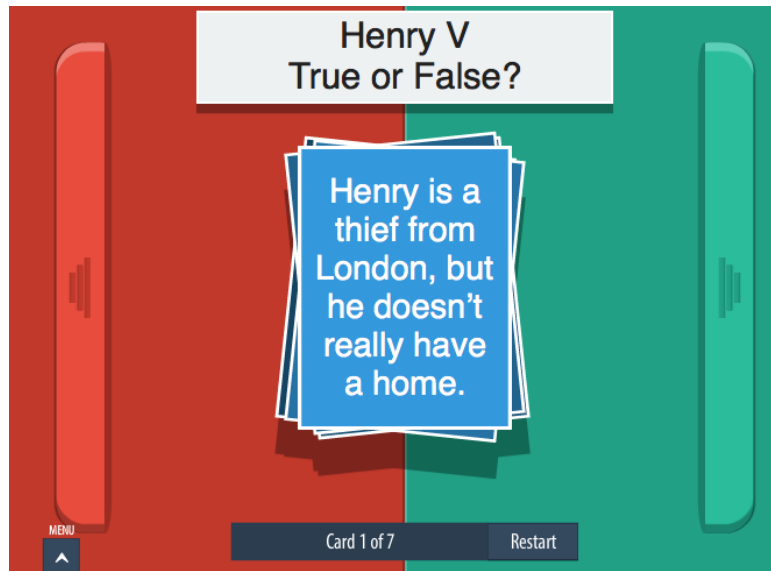 Henry V
True or False?
Henry is a
thief from
London, but
he doesn’t
really have
a home.
MENU
Card 1 of 7
Restart